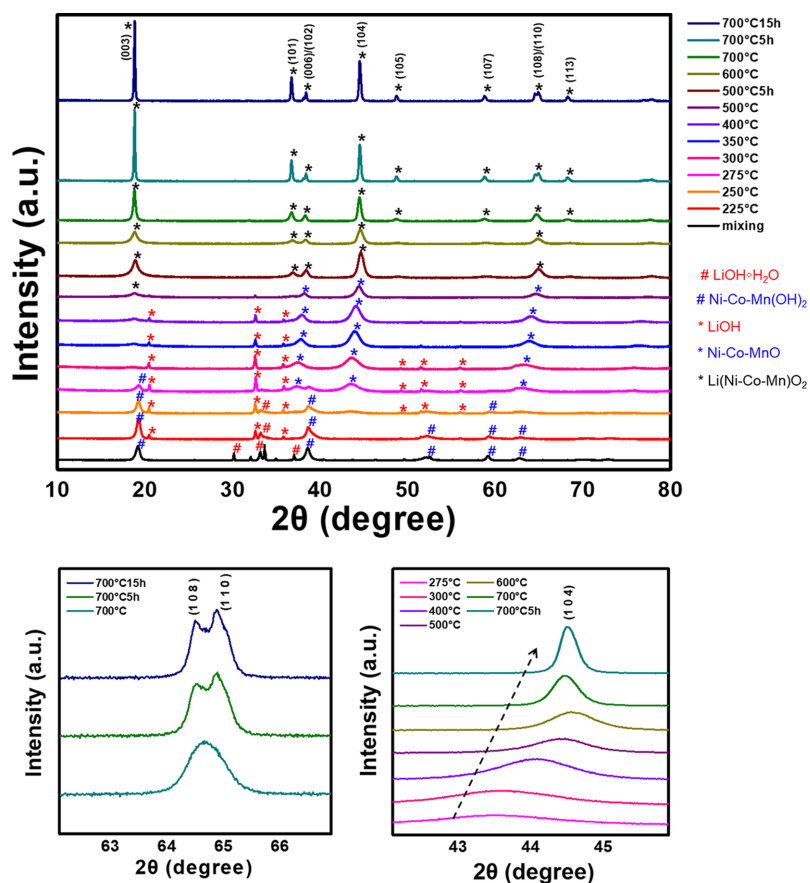 (003)
*
(101)
*
(006)/(102)
*
(104)
*
(105)
*
(107)
*
(108)/(110)
*
(113)
*
700°C15h
700°C5h
700°C
600°C
500°C5h
500°C
400°C
350°C
300°C
275°C
250°C
225°C
mixing
# LiOH◦H2O
# Ni-Co-Mn(OH)2
* LiOH
* Ni-Co-MnO
* Li(Ni-Co-Mn)O2
Intensity (a.u.)
10 20 30 40 50 60 70 80
2θ (degree)
700°C15h
700°C5h
700°C
(1 0 8)
(1 1 0)
Intensity (a.u.)
63 64 65 66
2θ (degree)
275°C 600°C
300°C 700°C
400°C 700°C5h
500°C
(1 0 4)
Intensity (a.u.)
43 44 45
2θ (degree)